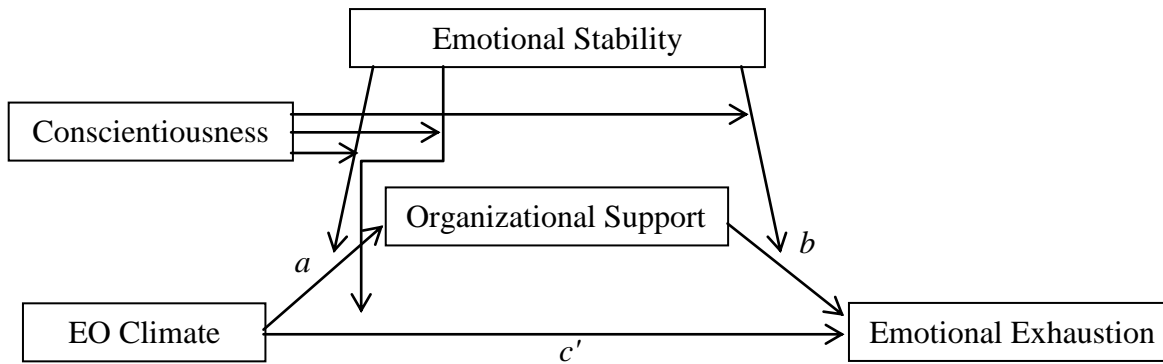 Emotional Stability
Conscientiousness
Organizational Support
a
b
EO Climate
Emotional Exhaustion
c'